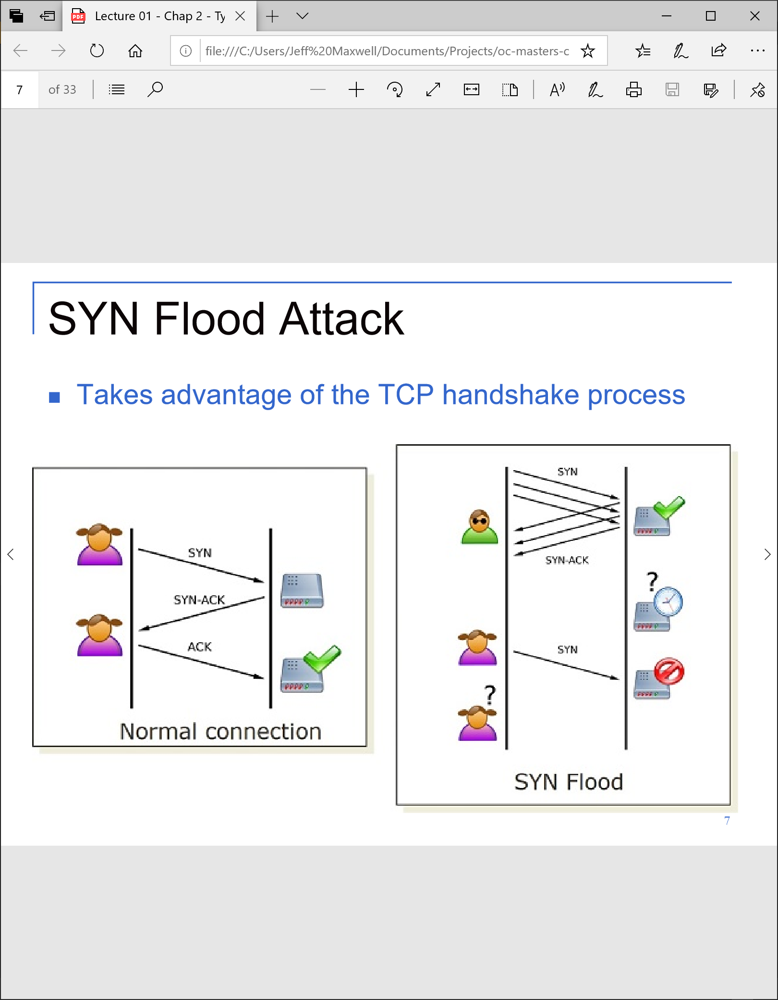 PDF Lecture 01 - Chap 2 - Ty
file:///C:/Users/Jeff%20Maxwell/Documents/Projects/oc-masters-c
7 of 33
SYN Flood Attack
Takes advantage of the TCP handshake process
SYN
SYN-ACK
ACK
Normal connection
SYN
SYN-ACK
?
SYN
?
SYN Flood
7